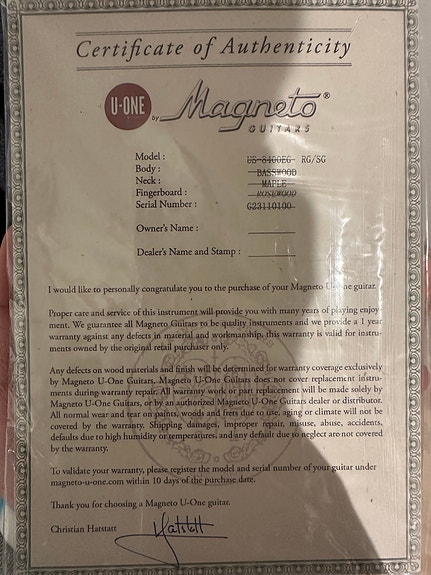 Certificate of Authenticity
U-ONE by Magneto® GUITARS
Model : US-8400EG RG/SG
Body : BASSWOOD
Neck : MAPLE
Fingerboard : ROSEWOOD
Serial Number : G23110100
Owner's Name :
Dealer's Name and Stamp :
I would like to personally congratulate you to the purchase of your Magneto U-One guitar.
Proper care and service of this instrument will provide you with many years of playing enjoy
ment. We guarantee all Magneto Guitars to be quality instruments and we provide a 1 year
warranty against any defects in material and workmanship, this warranty is valid for instru-
ments owned by the original retail purchaser only.
Any defects on wood materials and finish will be determined for warranty coverage exclusively
by Magneto U-One Guitars. Magneto U-One Guitars does not cover replacement instru-
ments during warranty repair. All warranty work or part replacement will be made solely by
Magneto U-One Guitars, or by an authorized Magneto U-One Guitars dealer or distributor.
All normal wear and tear on paints, woods and frets due to use, aging or climate will not be
covered by the warranty. Shipping damages, improper repair, misuse, abuse, accidents,
defaults due to high humidity or temperatures, and any default due to neglect are not covered
by the warranty.
To validate your warranty, please register the model and serial number of your guitar under
magneto-u-one.com within 10 days of the purchase date.
Thank you for choosing a Magneto U-One guitar.
Christian Hatstatt
Hatstatt